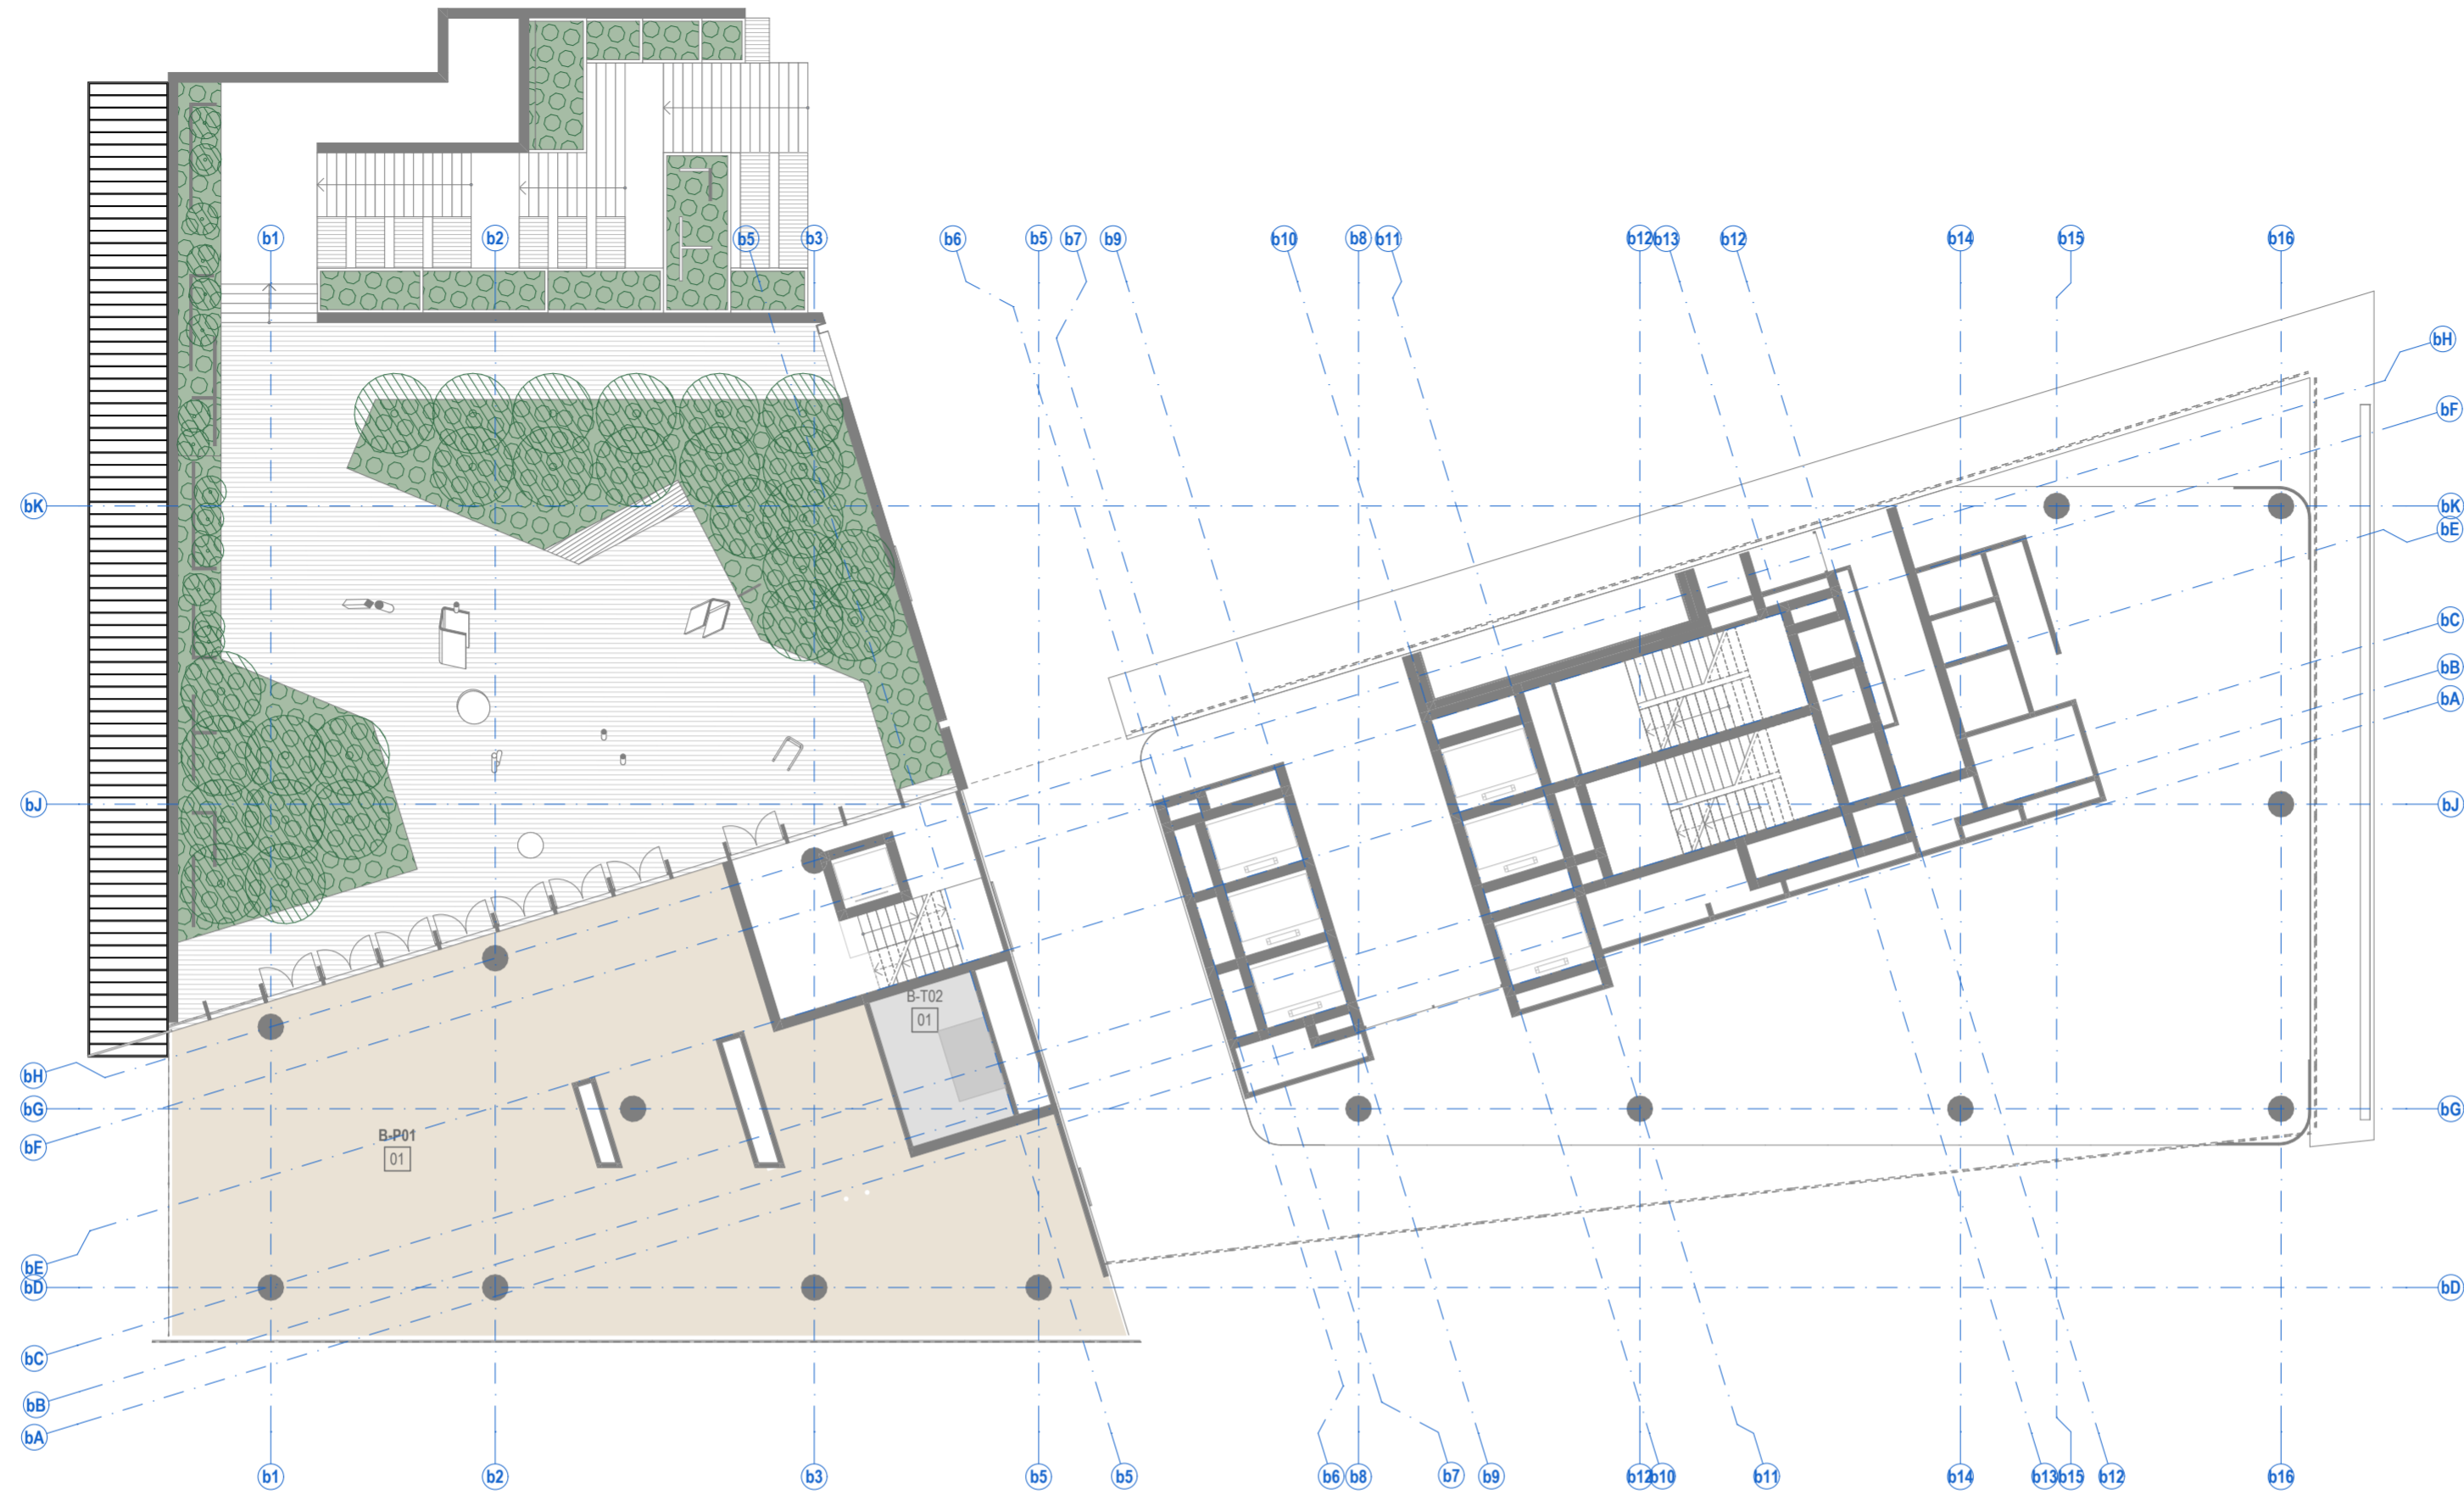 b1 b2 b5 b3 b6 b5 b7 b9 b10 b8 b11 b12 b13 b12 b14 b15 b16
bH
bF
bK bK
bE
bC
bB
bA
bJ bJ
B-T02
01
bH
bG bG
B-P01
bF
01
bE
bD bD
bC
bB
bA
b1 b2 b3 b5 b5 b6 b8 b7 b9 b12 b10 b11 b14 b13 b15 b12 b16